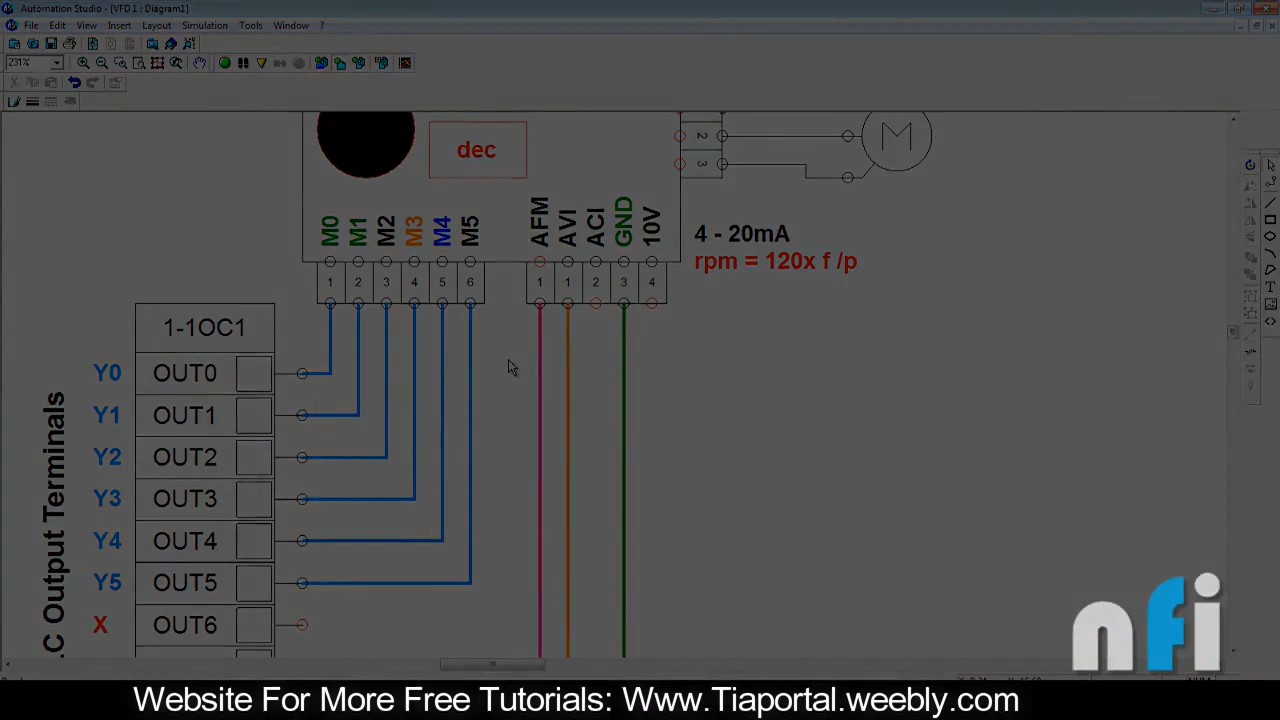 Automation Studio - [VFD 1 : Diagram1]
File Edit View Insert Layout Simulation Tools Window ?
231%
dec
2
3
M
M0 M1 M2 M3 M4 M5 AFM AVI ACI GND 10V
4 - 20mA
rpm = 120x f /p
1 2 3 4 5 6 1 1 2 3 4
1-1OC1
Y0 OUT0
Y1 OUT1
Y2 OUT2
Y3 OUT3
Y4 OUT4
Y5 OUT5
X OUT6
.C Output Terminals
nfi
Website For More Free Tutorials: Www.Tiaportal.weebly.com